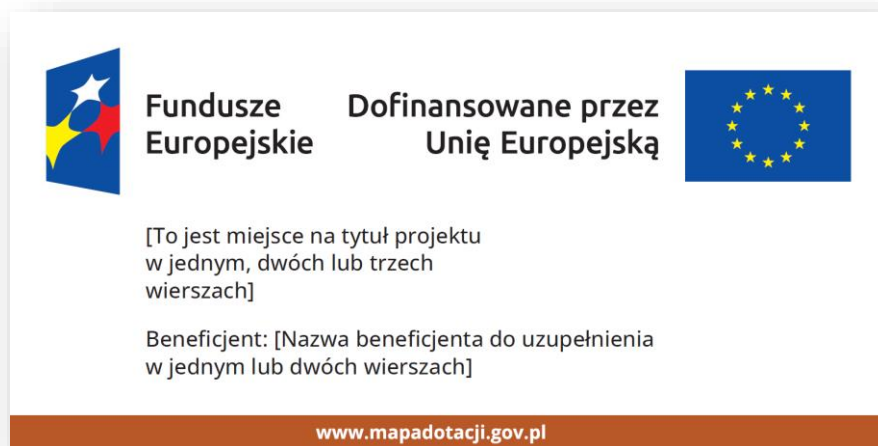 Fundusze
Europejskie
Dofinansowane przez
Unię Europejską
[To jest miejsce na tytuł projektu
w jednym, dwóch lub trzech
wierszach]
Beneficjent: [Nazwa beneficjenta do uzupełnienia
w jednym lub dwóch wierszach]
www.mapadotacji.gov.pl